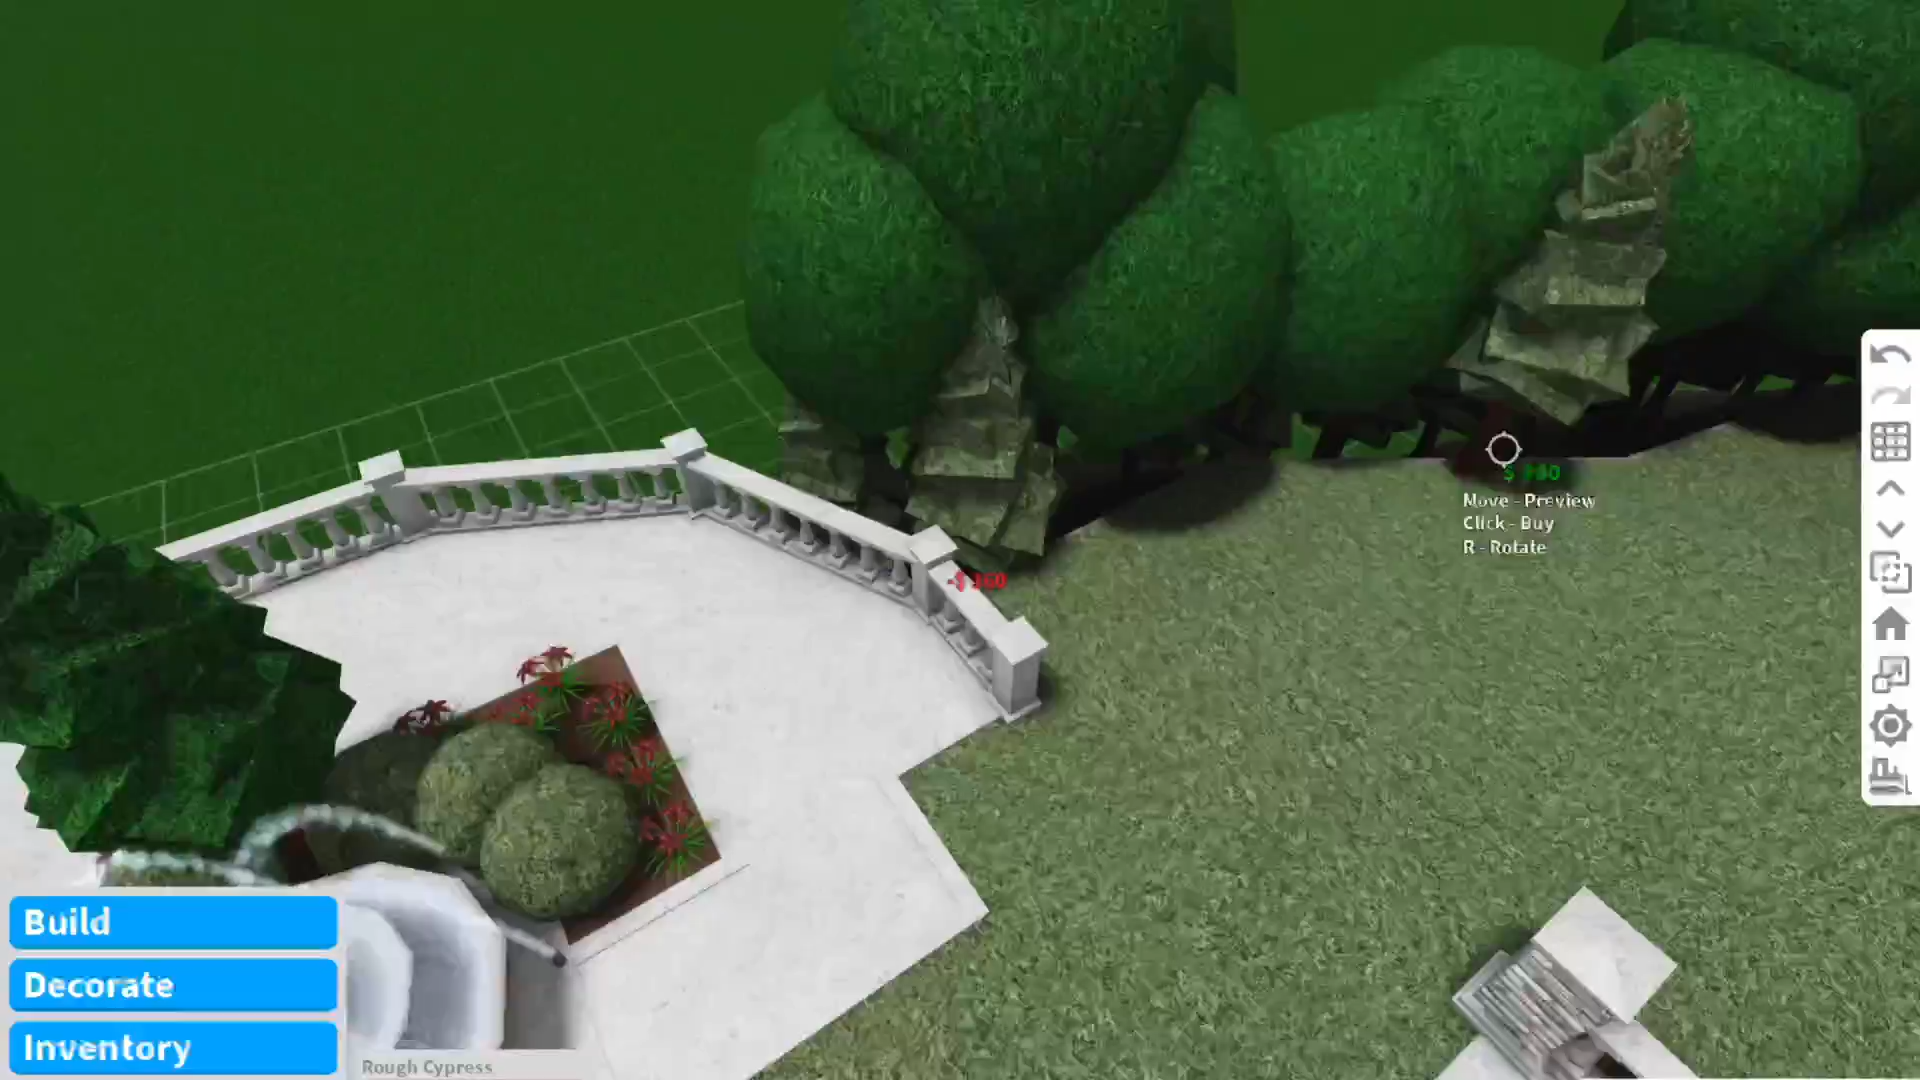 Move - Preview
Click - Buy
R - Rotate
Build
Decorate
Inventory
Rough Cypress